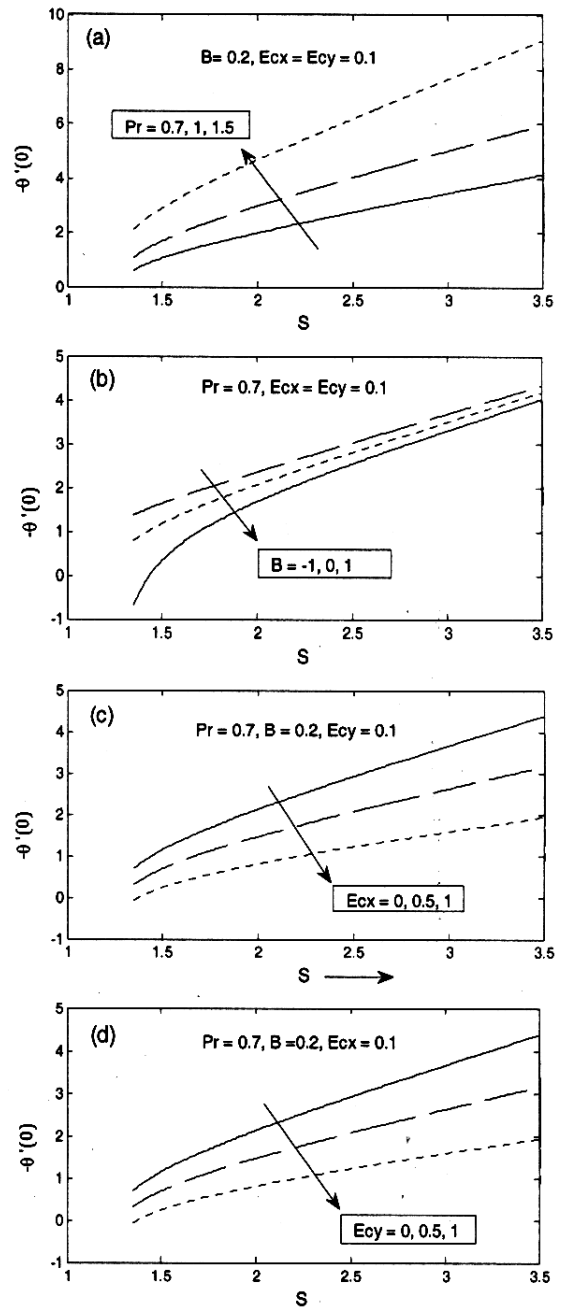 (a)
B= 0.2, Ecx = Ecy = 0.1
Pr = 0.7, 1, 1.5
10
8
6
4
2
0
-θ'(0)
1 1.5 2 2.5 3 3.5
S
(b)
Pr = 0.7, Ecx = Ecy = 0.1
B = -1, 0, 1
5
4
3
2
1
0
-1
-θ'(0)
1 1.5 2 2.5 3 3.5
S
(c)
Pr = 0.7, B = 0.2, Ecy = 0.1
Ecx = 0, 0.5, 1
5
4
3
2
1
0
-1
-θ'(0)
1 1.5 2 2.5 3 3.5
S
(d)
Pr = 0.7, B =0.2, Ecx = 0.1
Ecy = 0, 0.5, 1
5
4
3
2
1
0
-1
-θ'(0)
1 1.5 2 2.5 3 3.5
S